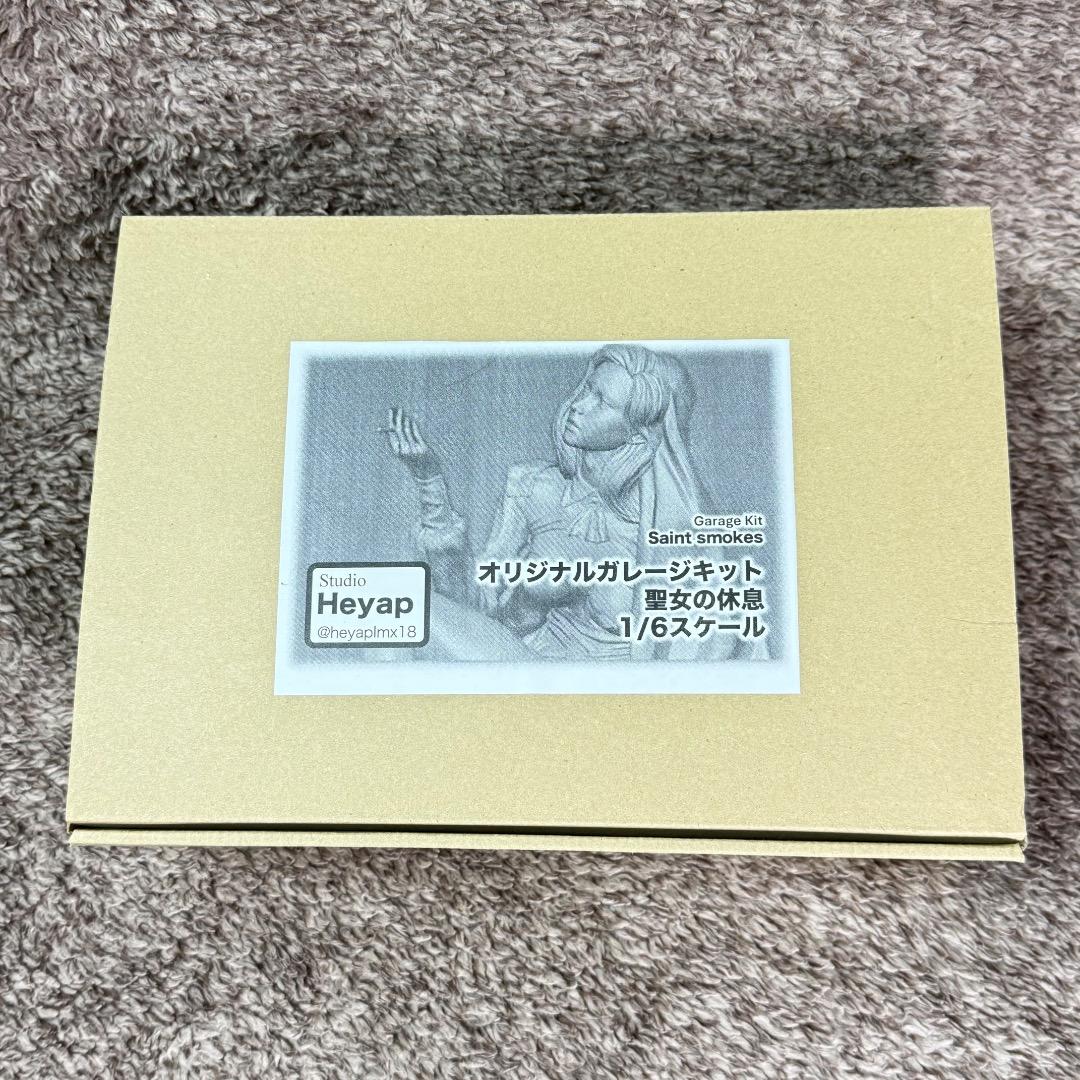 Garage Kit
Saint smokes
オリジナルガレージキット
聖女の休息
1/6スケール
Studio
Heyap
@heyaplmx18